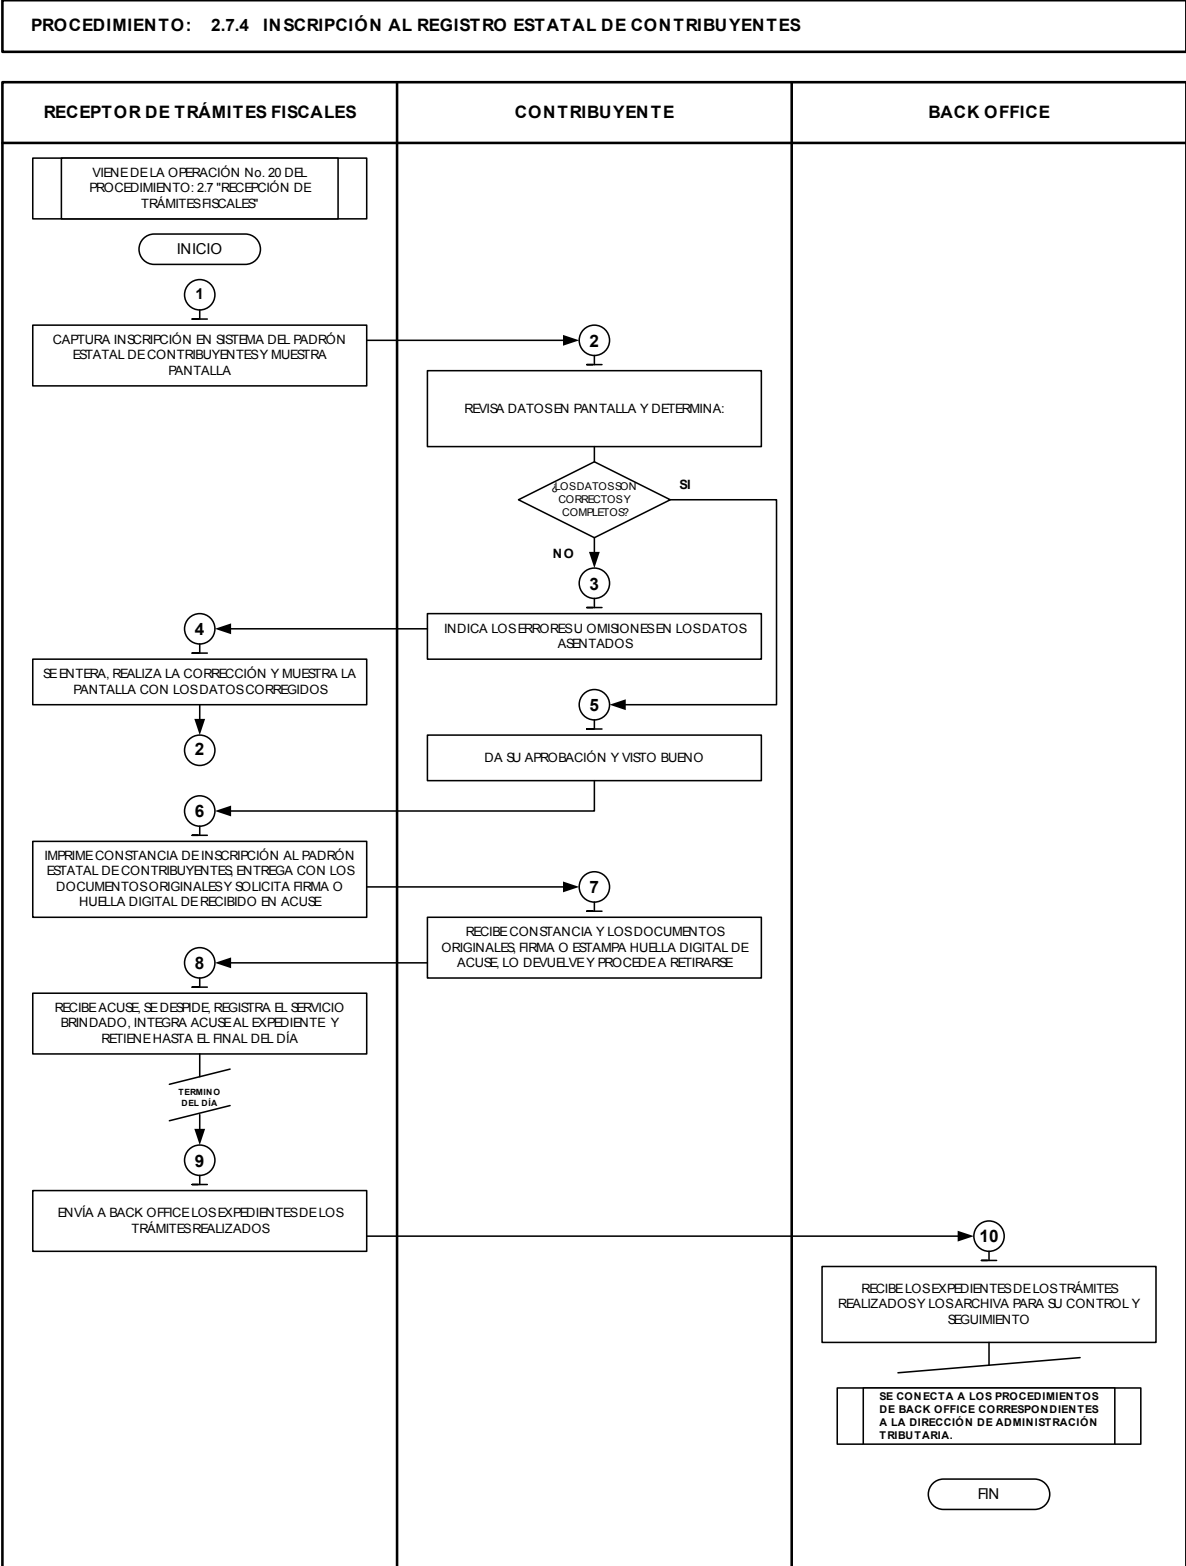 PROCEDIMIENTO: 2.7.4 INSCRIPCIÓN AL REGISTRO ESTATAL DE CONTRIBUYENTES
RECEPTOR DE TRÁMITES FISCALES
CONTRIBUYENTE
BACK OFFICE
VIENE DE LA OPERACIÓN No. 20 DEL
PROCEDIMIENTO: 2.7 "RECEPCIÓN DE
TRÁMITES FISCALES"
INICIO
1
CAPTURA INSCRIPCIÓN EN SISTEMA DEL PADRÓN
ESTATAL DE CONTRIBUYENTES Y MUESTRA
PANTALLA
2
REVISA DATOS EN PANTALLA Y DETERMINA:
¿LOS DATOS SON
CORRECTOS Y
COMPLETOS?
SI
NO
3
INDICA LOS ERRORES U OMISIONES EN LOS DATOS
ASENTADOS
4
SE ENTERA, REALIZA LA CORRECCIÓN Y MUESTRA LA
PANTALLA CON LOS DATOS CORREGIDOS
2
5
DA SU APROBACIÓN Y VISTO BUENO
6
IMPRIME CONSTANCIA DE INSCRIPCIÓN AL PADRÓN
ESTATAL DE CONTRIBUYENTES, ENTREGA CON LOS
DOCUMENTOS ORIGINALES Y SOLICITA FIRMA O
HUELLA DIGITAL DE RECIBIDO EN ACUSE
7
RECIBE CONSTANCIA Y LOS DOCUMENTOS
ORIGINALES, FIRMA O ESTAMPA HUELLA DIGITAL DE
ACUSE, LO DEVUELVE Y PROCEDE A RETIRARSE
8
RECIBE ACUSE, SE DESPIDE, REGISTRA EL SERVICIO
BRINDADO, INTEGRA ACUSE AL EXPEDIENTE Y
RETIENE HASTA EL FINAL DEL DÍA
TERMINO
DEL DÍA
9
ENVÍA A BACK OFFICE LOS EXPEDIENTES DE LOS
TRÁMITES REALIZADOS
10
RECIBE LOS EXPEDIENTES DE LOS TRÁMITES
REALIZADOS Y LOS ARCHIVA PARA SU CONTROL Y
SEGUIMIENTO
SE CONECTA A LOS PROCEDIMIENTOS
DE BACK OFFICE CORRESPONDIENTES
A LA DIRECCIÓN DE ADMINISTRACIÓN
TRIBUTARIA.
FIN